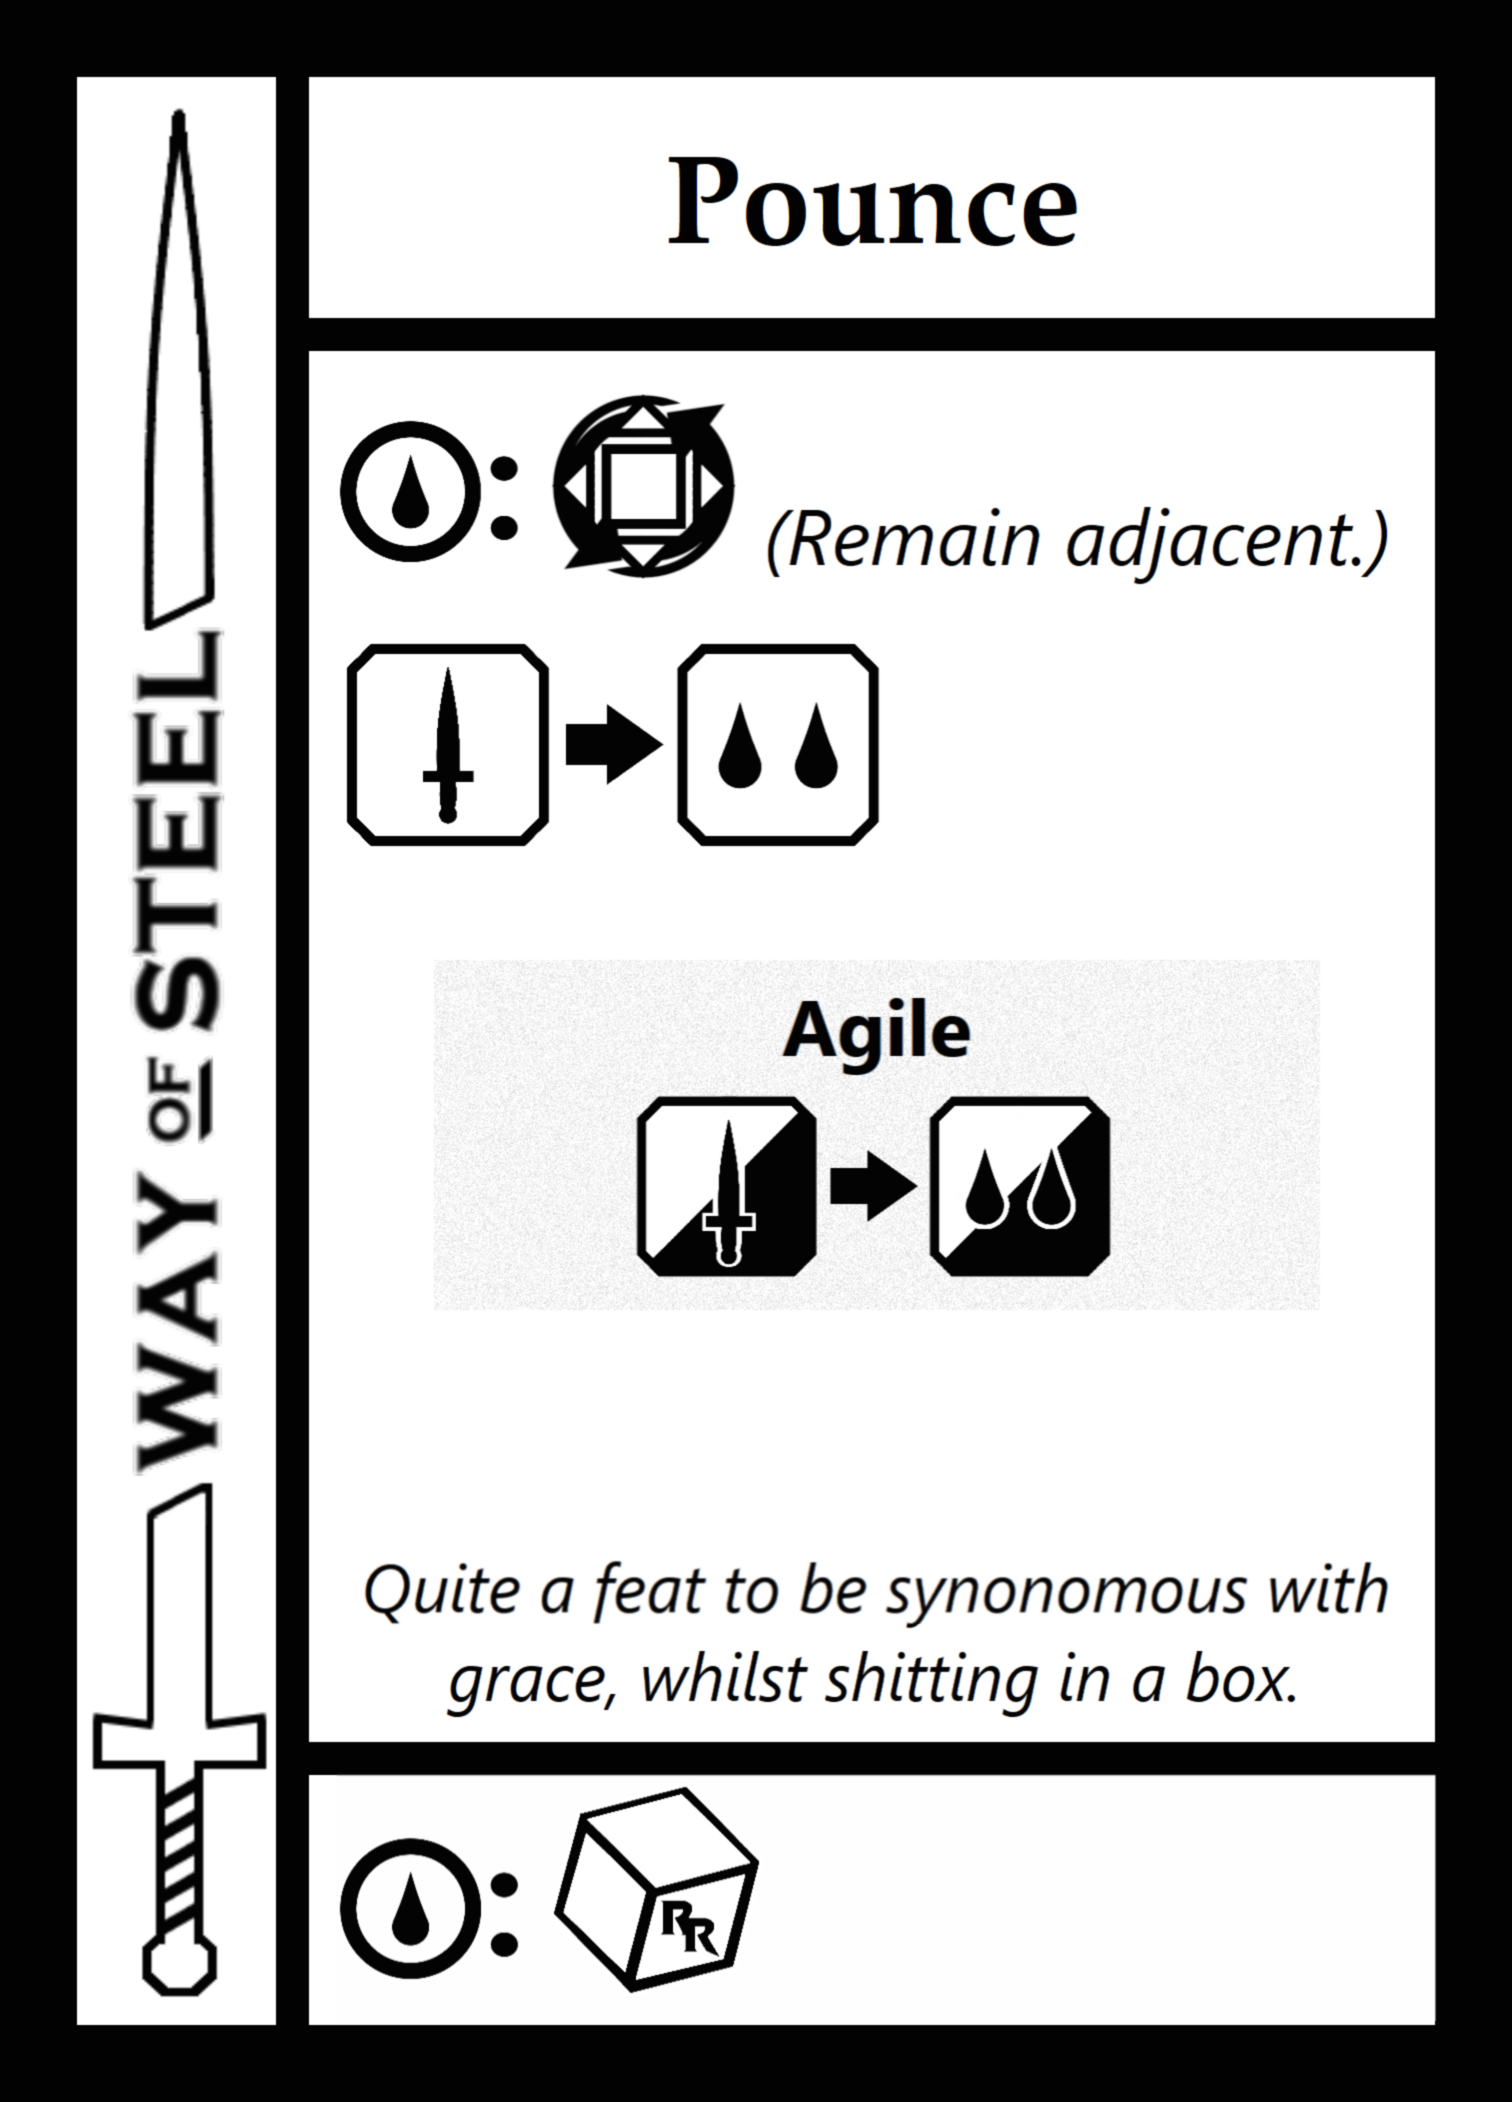 Pounce
WAY OF STEEL
: (Remain adjacent.)
Agile
Quite a feat to be synonomous with
grace, whilst shitting in a box.
: RR